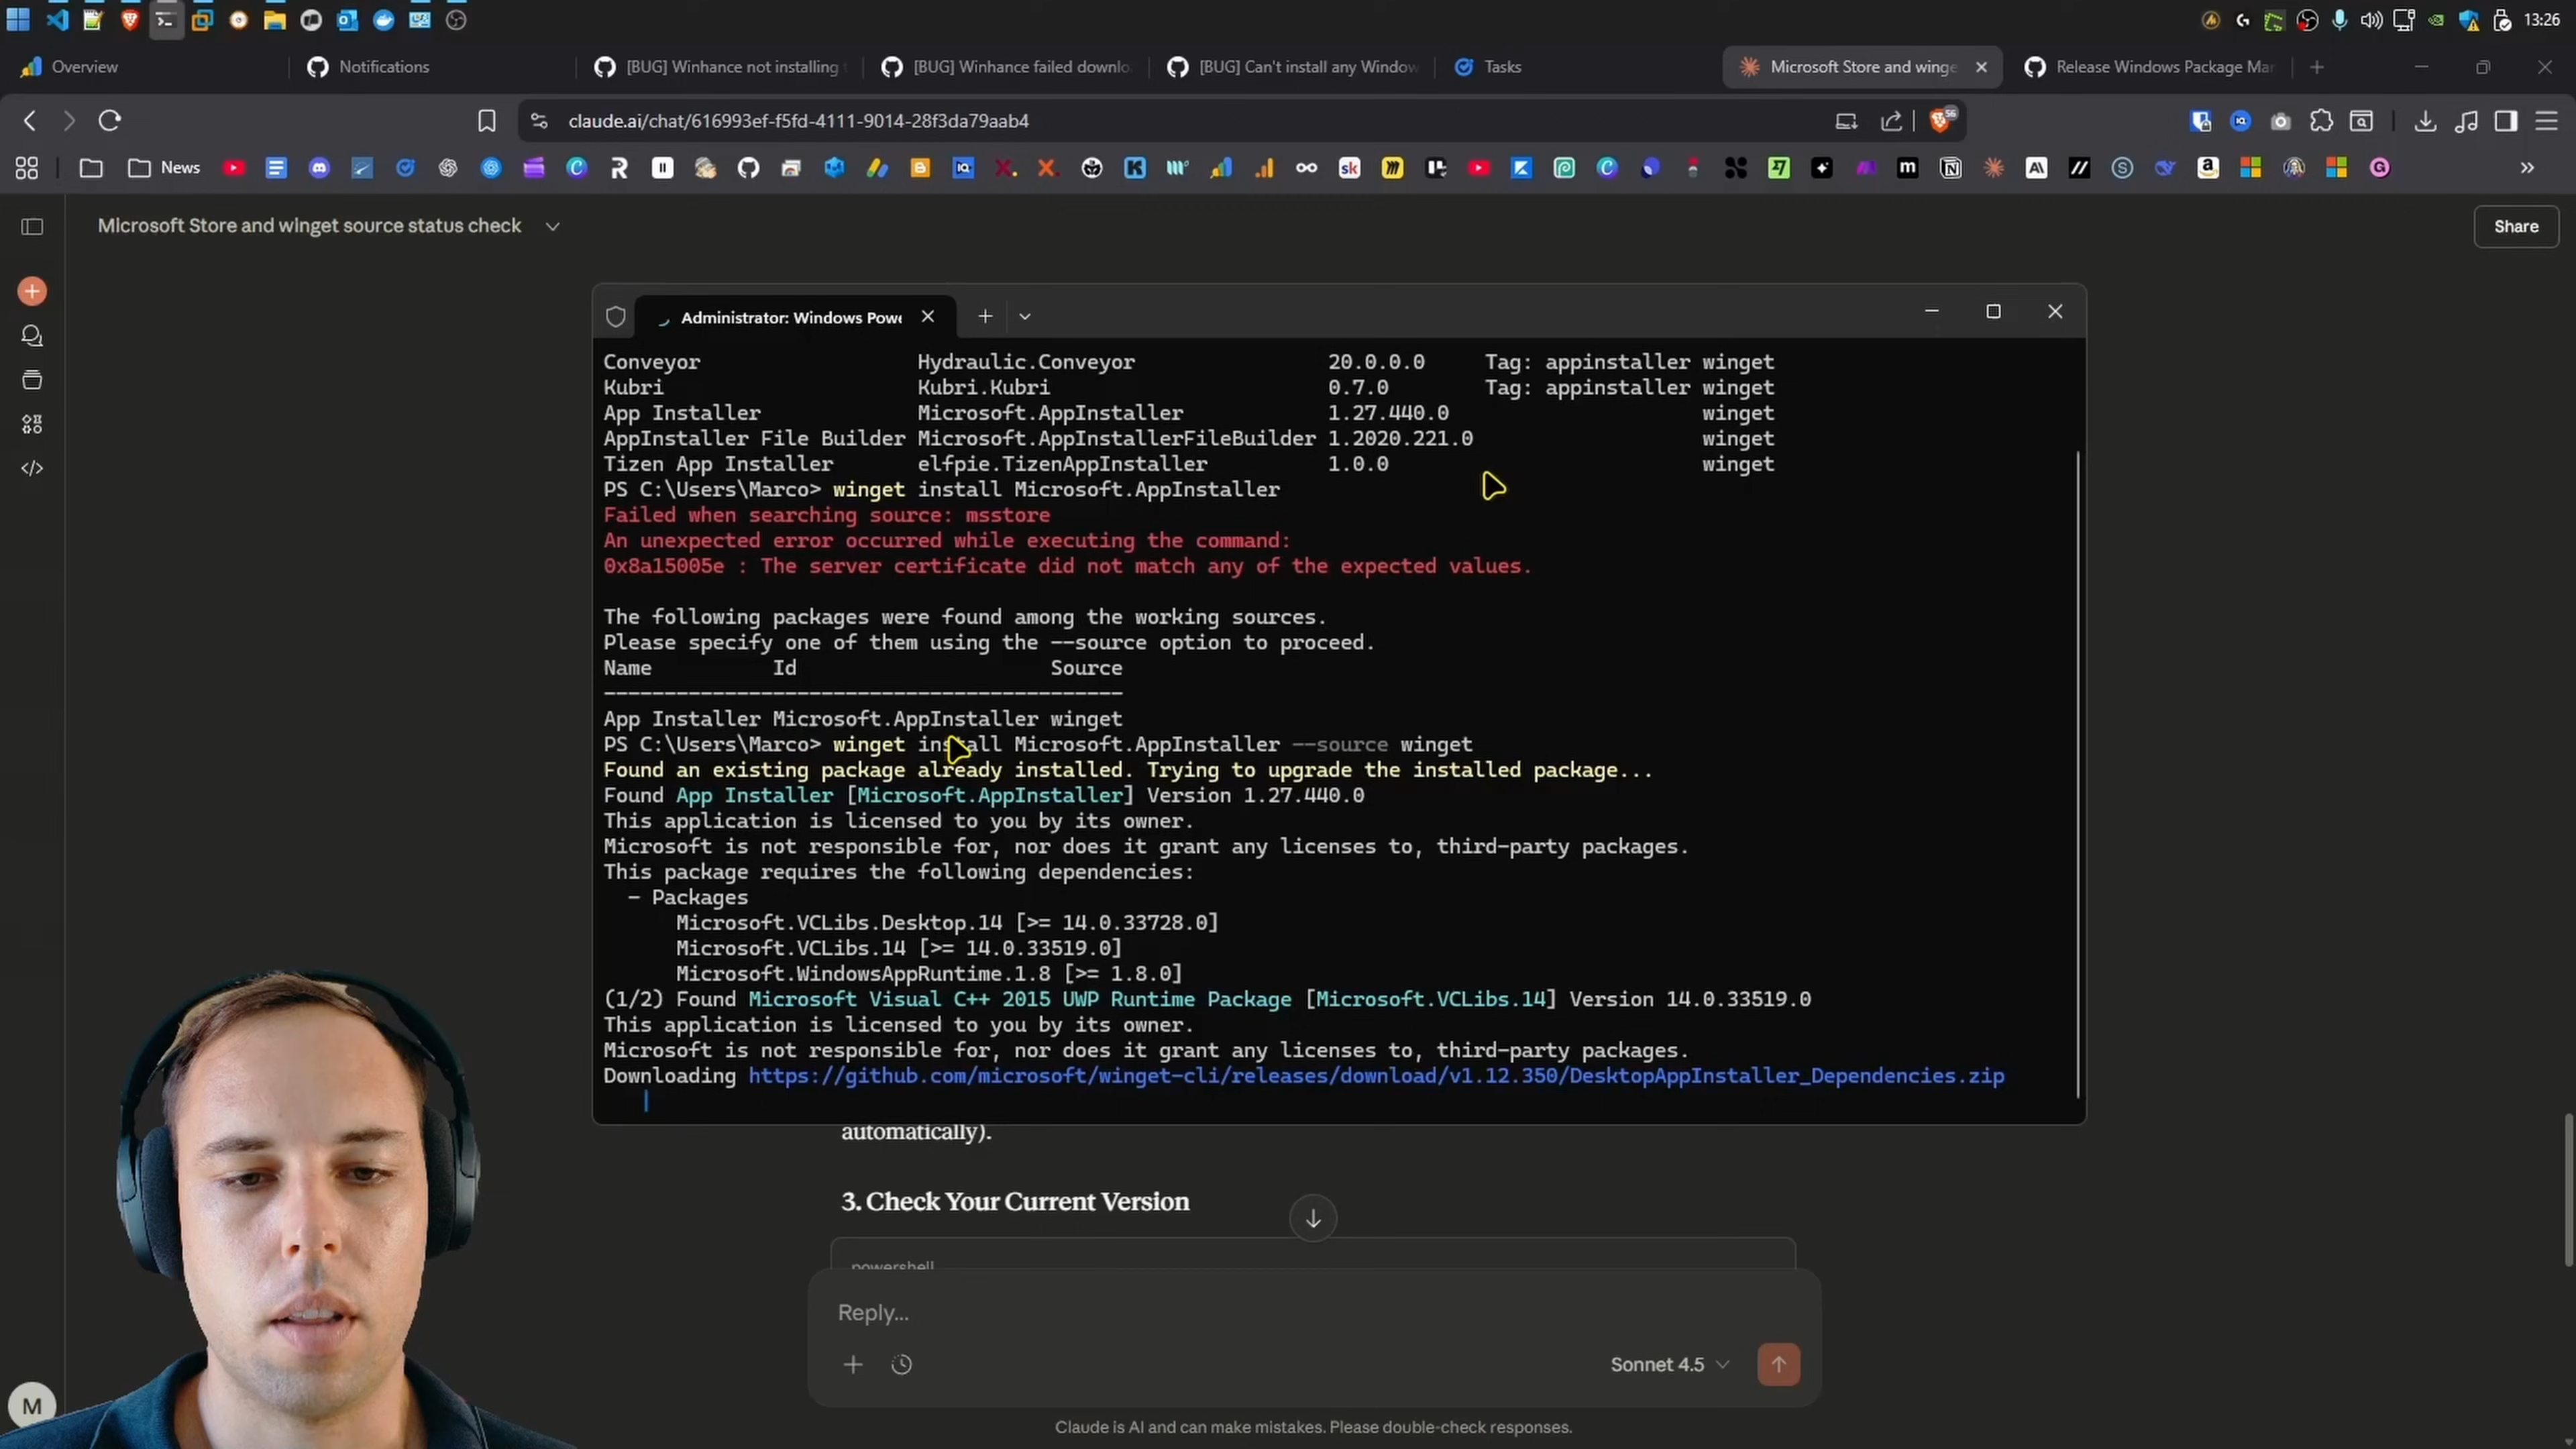 13:26
Overview
Notifications
[BUG] Winhance not installing
[BUG] Winhance failed downlo
[BUG] Can't install any Window
Tasks
Microsoft Store and winge
Release Windows Package Mar
claude.ai/chat/616993ef-f5fd-4111-9014-28f3da79aab4
56
News
Microsoft Store and winget source status check
Share
Administrator: Windows Powe
Conveyor Hydraulic.Conveyor 20.0.0.0 Tag: appinstaller winget
Kubri Kubri.Kubri 0.7.0 Tag: appinstaller winget
App Installer Microsoft.AppInstaller 1.27.440.0 winget
AppInstaller File Builder Microsoft.AppInstallerFileBuilder 1.2020.221.0 winget
Tizen App Installer elfpie.TizenAppInstaller 1.0.0 winget
PS C:\Users\Marco> winget install Microsoft.AppInstaller
Failed when searching source: msstore
An unexpected error occurred while executing the command:
0x8a15005e : The server certificate did not match any of the expected values.
The following packages were found among the working sources.
Please specify one of them using the --source option to proceed.
Name Id Source
-------------------------------------------
App Installer Microsoft.AppInstaller winget
PS C:\Users\Marco> winget install Microsoft.AppInstaller --source winget
Found an existing package already installed. Trying to upgrade the installed package...
Found App Installer [Microsoft.AppInstaller] Version 1.27.440.0
This application is licensed to you by its owner.
Microsoft is not responsible for, nor does it grant any licenses to, third-party packages.
This package requires the following dependencies:
- Packages
Microsoft.VCLibs.Desktop.14 [>= 14.0.33728.0]
Microsoft.VCLibs.14 [>= 14.0.33519.0]
Microsoft.WindowsAppRuntime.1.8 [>= 1.8.0]
(1/2) Found Microsoft Visual C++ 2015 UWP Runtime Package [Microsoft.VCLibs.14] Version 14.0.33519.0
This application is licensed to you by its owner.
Microsoft is not responsible for, nor does it grant any licenses to, third-party packages.
Downloading https://github.com/microsoft/winget-cli/releases/download/v1.12.350/DesktopAppInstaller_Dependencies.zip
automatically).
3. Check Your Current Version
powershell
Reply...
Sonnet 4.5
M
Claude is AI and can make mistakes. Please double-check responses.